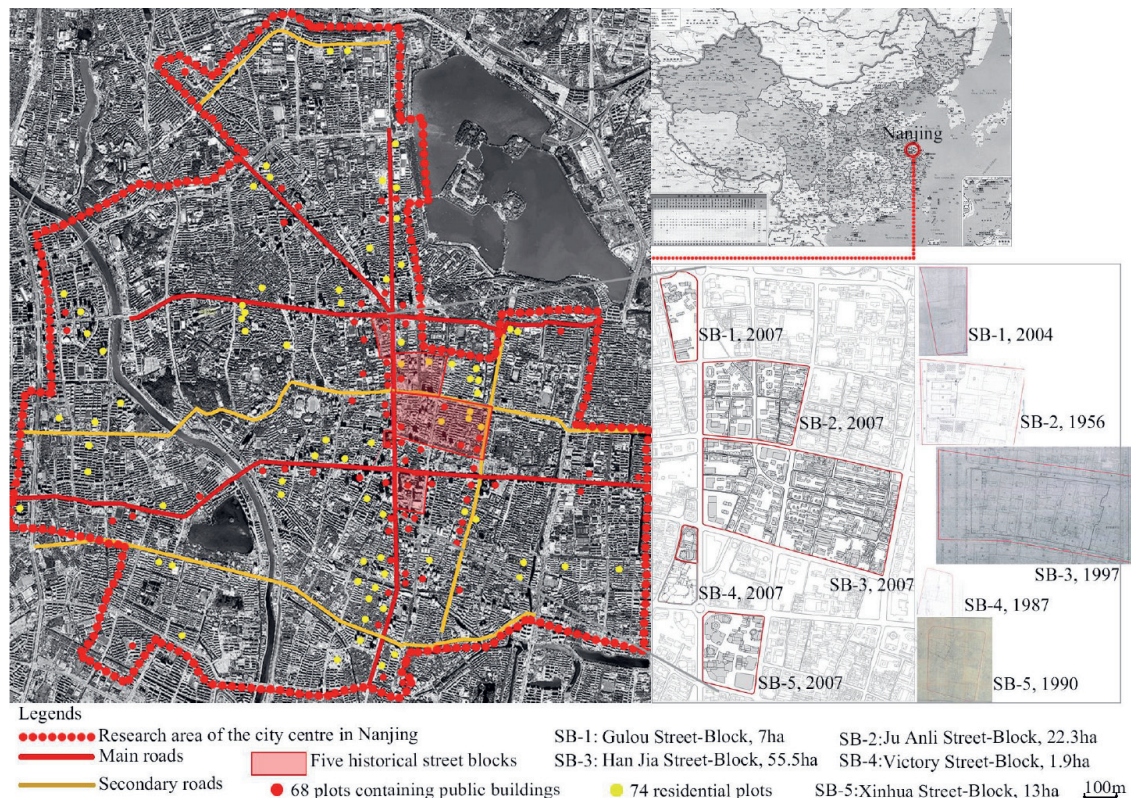 Nanjing
SB-1, 2007
SB-1, 2004
SB-2, 2007
SB-2, 1956
SB-3, 2007
SB-3, 1997
SB-4, 2007
SB-4, 1987
SB-5, 2007
SB-5, 1990
Legends
Research area of the city centre in Nanjing
Main roads
Secondary roads
Five historical street blocks
68 plots containing public buildings
74 residential plots
SB-1: Gulou Street-Block, 7ha
SB-2: Ju Anli Street-Block, 22.3ha
SB-3: Han Jia Street-Block, 55.5ha
SB-4: Victory Street-Block, 1.9ha
SB-5: Xinhua Street-Block, 13ha
100m